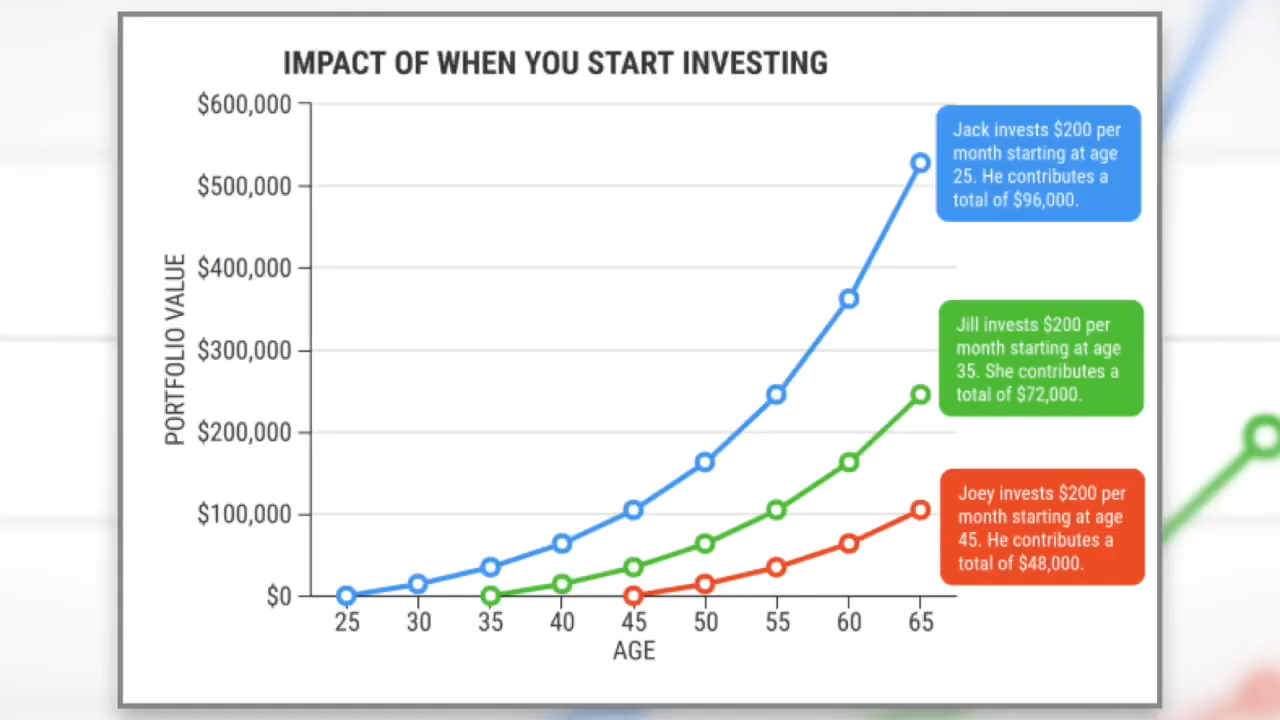 IMPACT OF WHEN YOU START INVESTING
$600,000
$500,000
$400,000
$300,000
$200,000
$100,000
$0
PORTFOLIO VALUE
25 30 35 40 45 50 55 60 65
AGE
Jack invests $200 per
month starting at age
25. He contributes a
total of $96,000.
Jill invests $200 per
month starting at age
35. She contributes a
total of $72,000.
Joey invests $200 per
month starting at age
45. He contributes a
total of $48,000.